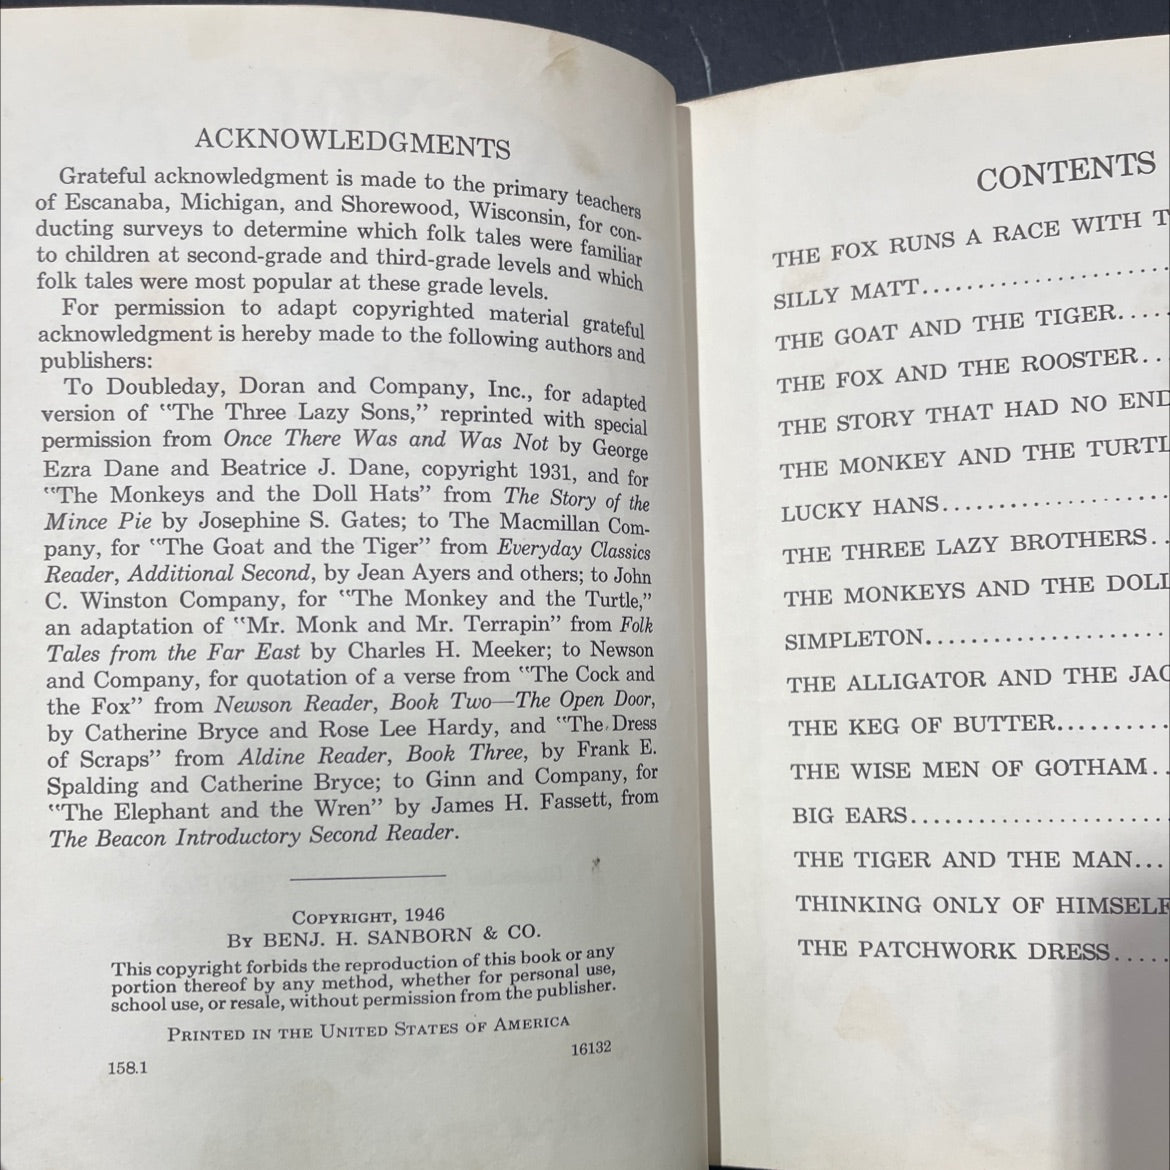 ACKNOWLEDGMENTS
Grateful acknowledgment is made to the primary teachers
of Escanaba, Michigan, and Shorewood, Wisconsin, for con-
ducting surveys to determine which folk tales were familiar
to children at second-grade and third-grade levels and which
folk tales were most popular at these grade levels.
For permission to adapt copyrighted material grateful
acknowledgment is hereby made to the following authors and
publishers:
To Doubleday, Doran and Company, Inc., for adapted
version of "The Three Lazy Sons," reprinted with special
permission from Once There Was and Was Not by George
Ezra Dane and Beatrice J. Dane, copyright 1931, and for
"The Monkeys and the Doll Hats" from The Story of the
Mince Pie by Josephine S. Gates; to The Macmillan Com-
pany, for "The Goat and the Tiger" from Everyday Classics
Reader, Additional Second, by Jean Ayers and others; to John
C. Winston Company, for "The Monkey and the Turtle,"
an adaptation of "Mr. Monk and Mr. Terrapin" from Folk
Tales from the Far East by Charles H. Meeker; to Newson
and Company, for quotation of a verse from "The Cock and
the Fox" from Newson Reader, Book Two—The Open Door,
by Catherine Bryce and Rose Lee Hardy, and "The Dress
of Scraps" from Aldine Reader, Book Three, by Frank E.
Spalding and Catherine Bryce; to Ginn and Company, for
"The Elephant and the Wren" by James H. Fassett, from
The Beacon Introductory Second Reader.
COPYRIGHT, 1946
BY BENJ. H. SANBORN & CO.
This copyright forbids the reproduction of this book or any
portion thereof by any method, whether for personal use,
school use, or resale, without permission from the publisher.
PRINTED IN THE UNITED STATES OF AMERICA
16132
158.1
CONTENTS
THE FOX RUNS A RACE WITH T
SILLY MATT....................
THE GOAT AND THE TIGER....
THE FOX AND THE ROOSTER..
THE STORY THAT HAD NO END
THE MONKEY AND THE TURTL
LUCKY HANS..................
THE THREE LAZY BROTHERS..
THE MONKEYS AND THE DOLL
SIMPLETON...................
THE ALLIGATOR AND THE JAC
THE KEG OF BUTTER.........
THE WISE MEN OF GOTHAM..
BIG EARS.....................
THE TIGER AND THE MAN...
THINKING ONLY OF HIMSELF
THE PATCHWORK DRESS.....